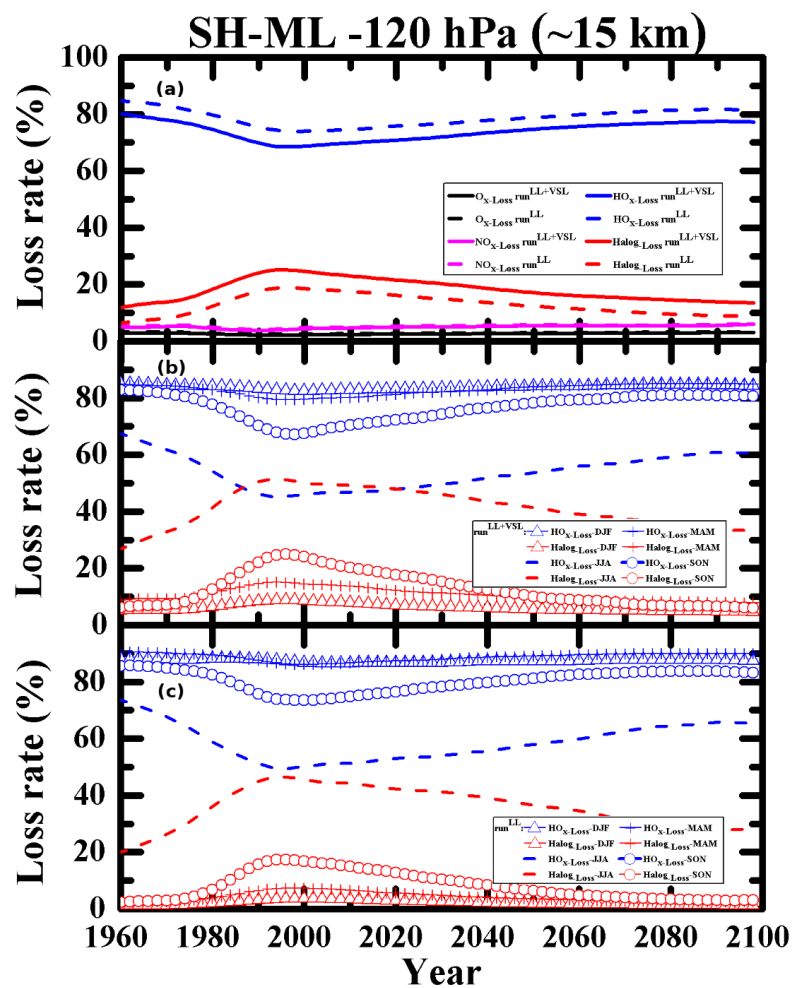 SH-ML -120 hPa (~15 km)
100
80
60
40
20
0
Loss rate (%)
(a)
Ox-Loss runLL+VSL HOx-Loss runLL+VSL
Ox-Loss runLL HOx-Loss runLL
NOx-Loss runLL+VSL Halog-Loss runLL+VSL
NOx-Loss runLL Halog-Loss runLL
80
60
40
20
0
Loss rate (%)
(b)
runLL+VSL: HOx-Loss-DJF HOx-Loss-MAM
Halog-Loss-DJF Halog-Loss-MAM
HOx-Loss-JJA HOx-Loss-SON
Halog-Loss-JJA Halog-Loss-SON
80
60
40
20
0
Loss rate (%)
(c)
runLL: HOx-Loss-DJF HOx-Loss-MAM
Halog-Loss-DJF Halog-Loss-MAM
HOx-Loss-JJA HOx-Loss-SON
Halog-Loss-JJA Halog-Loss-SON
1960 1980 2000 2020 2040 2060 2080 2100
Year